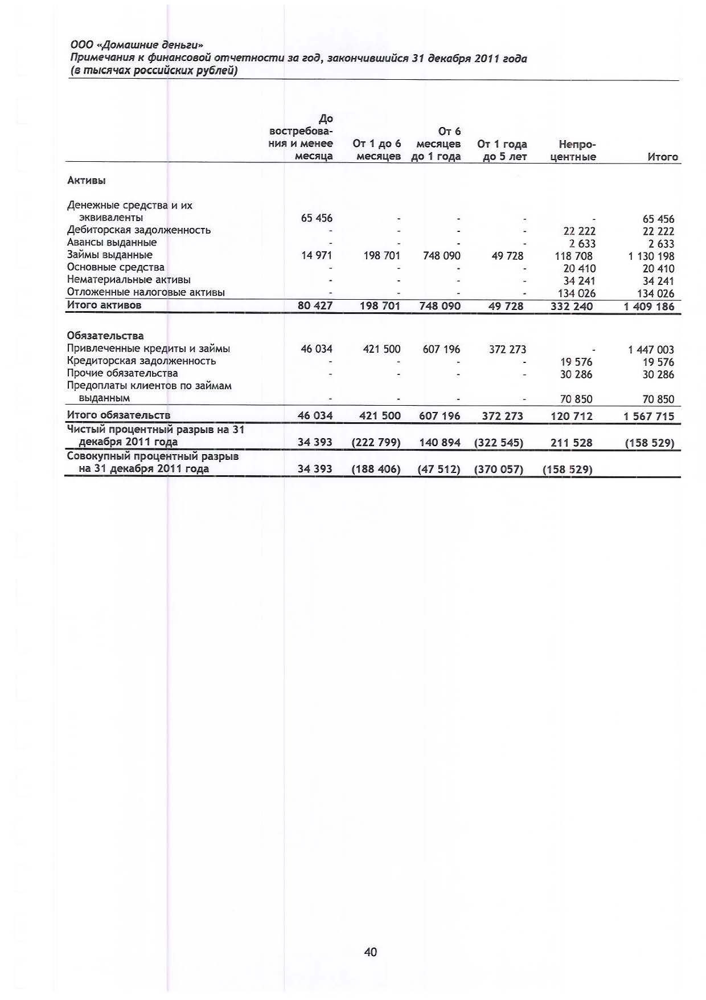 ООО «Домашние деньги»
Примечания к финансовой отчетности за год, закончившийся 31 декабря 2011 года
(в тысячах российских рублей)
До
востребова-
От 6
ния и менее От 1 до 6 месяцев От 1 года Непро-
месяца месяцев до 1 года до 5 лет центные Итого
Активы
Денежные средства и их
эквиваленты 65 456 - - - - 65 456
Дебиторская задолженность - - - - 22 222 22 222
Авансы выданные - - - - 2 633 2 633
Займы выданные 14 971 198 701 748 090 49 728 118 708 1 130 198
Основные средства - - - - 20 410 20 410
Нематериальные активы - - - - 34 241 34 241
Отложенные налоговые активы - - - - 134 026 134 026
Итого активов 80 427 198 701 748 090 49 728 332 240 1 409 186
Обязательства
Привлеченные кредиты и займы 46 034 421 500 607 196 372 273 - 1 447 003
Кредиторская задолженность - - - - 19 576 19 576
Прочие обязательства - - - - 30 286 30 286
Предоплаты клиентов по займам
выданным - - - - 70 850 70 850
Итого обязательств 46 034 421 500 607 196 372 273 120 712 1 567 715
Чистый процентный разрыв на 31
декабря 2011 года 34 393 (222 799) 140 894 (322 545) 211 528 (158 529)
Совокупный процентный разрыв
на 31 декабря 2011 года 34 393 (188 406) (47 512) (370 057) (158 529)
40